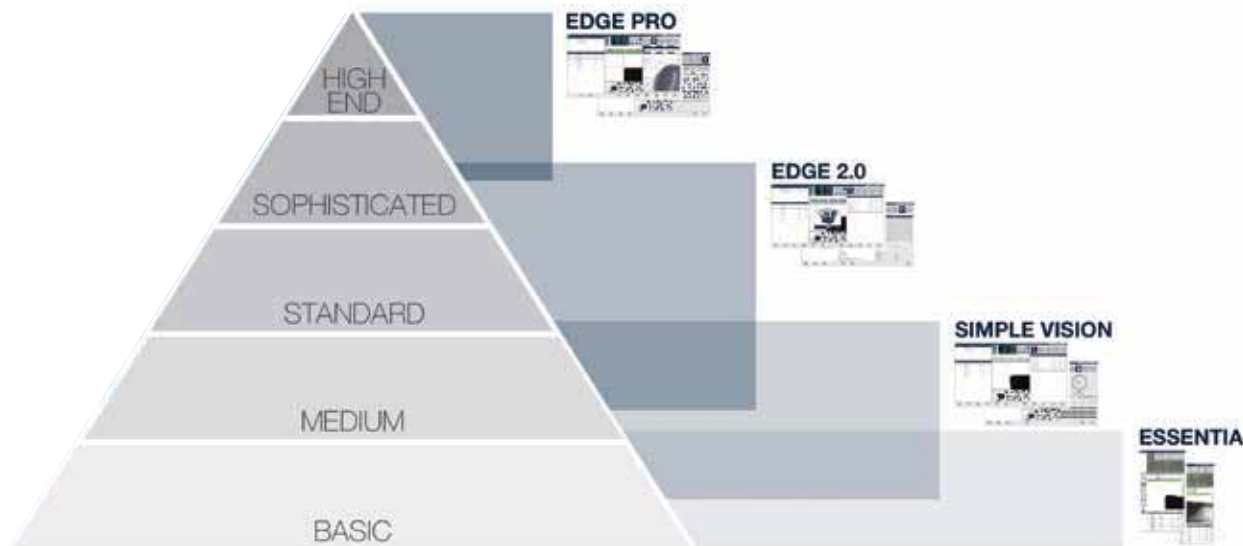 EDGE PRO
HIGH
END
EDGE 2.0
SOPHISTICATED
STANDARD
SIMPLE VISION
MEDIUM
ESSENTIA
BASIC